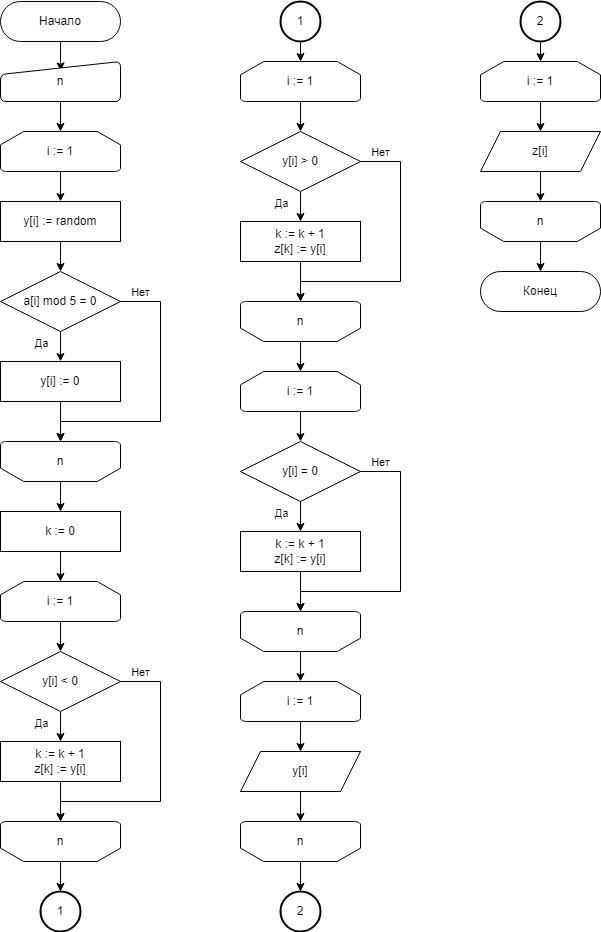 Начало
n
i := 1
y[i] := random
a[i] mod 5 = 0
Нет
Да
y[i] := 0
n
k := 0
i := 1
y[i] < 0
Нет
Да
k := k + 1
z[k] := y[i]
n
1
1
i := 1
y[i] > 0
Нет
Да
k := k + 1
z[k] := y[i]
n
i := 1
y[i] = 0
Нет
Да
k := k + 1
z[k] := y[i]
n
i := 1
y[i]
n
2
2
i := 1
z[i]
n
Конец